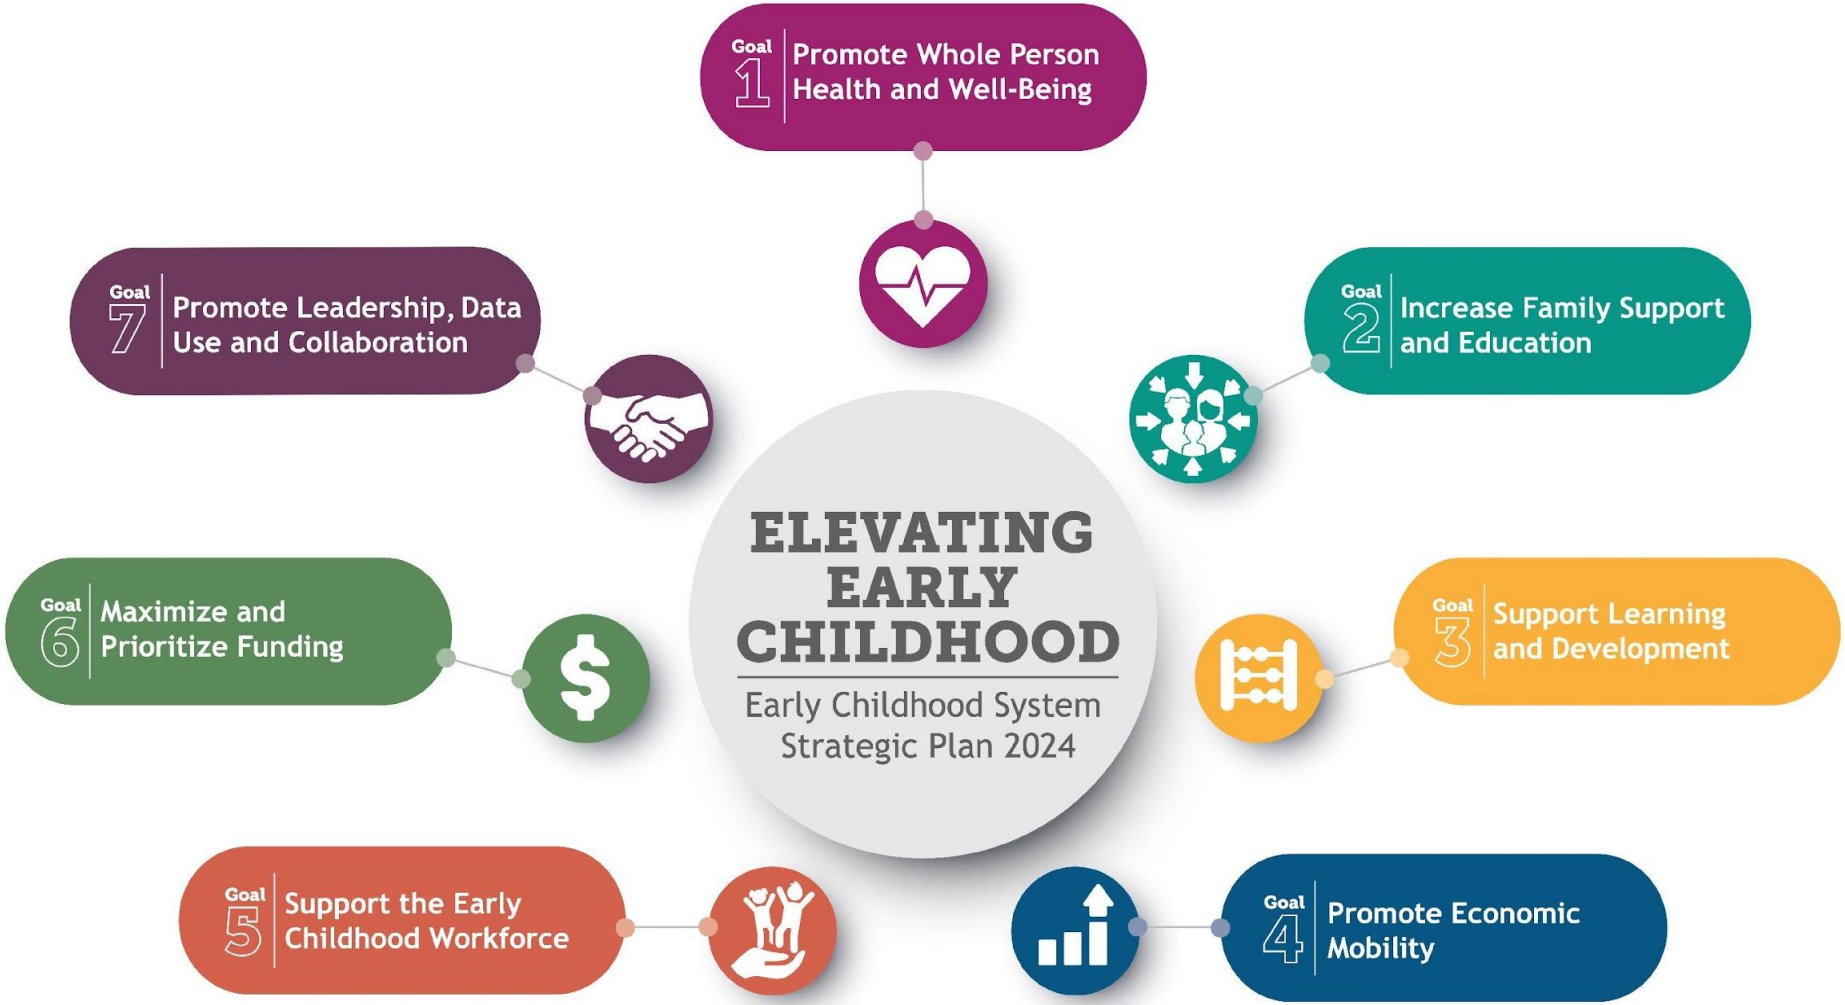 Goal
1
Promote Whole Person
Health and Well-Being
Goal
2
Increase Family Support
and Education
Goal
3
Support Learning
and Development
Goal
4
Promote Economic
Mobility
Goal
5
Support the Early
Childhood Workforce
Goal
6
Maximize and
Prioritize Funding
Goal
7
Promote Leadership, Data
Use and Collaboration
ELEVATING
EARLY
CHILDHOOD
Early Childhood System
Strategic Plan 2024
$